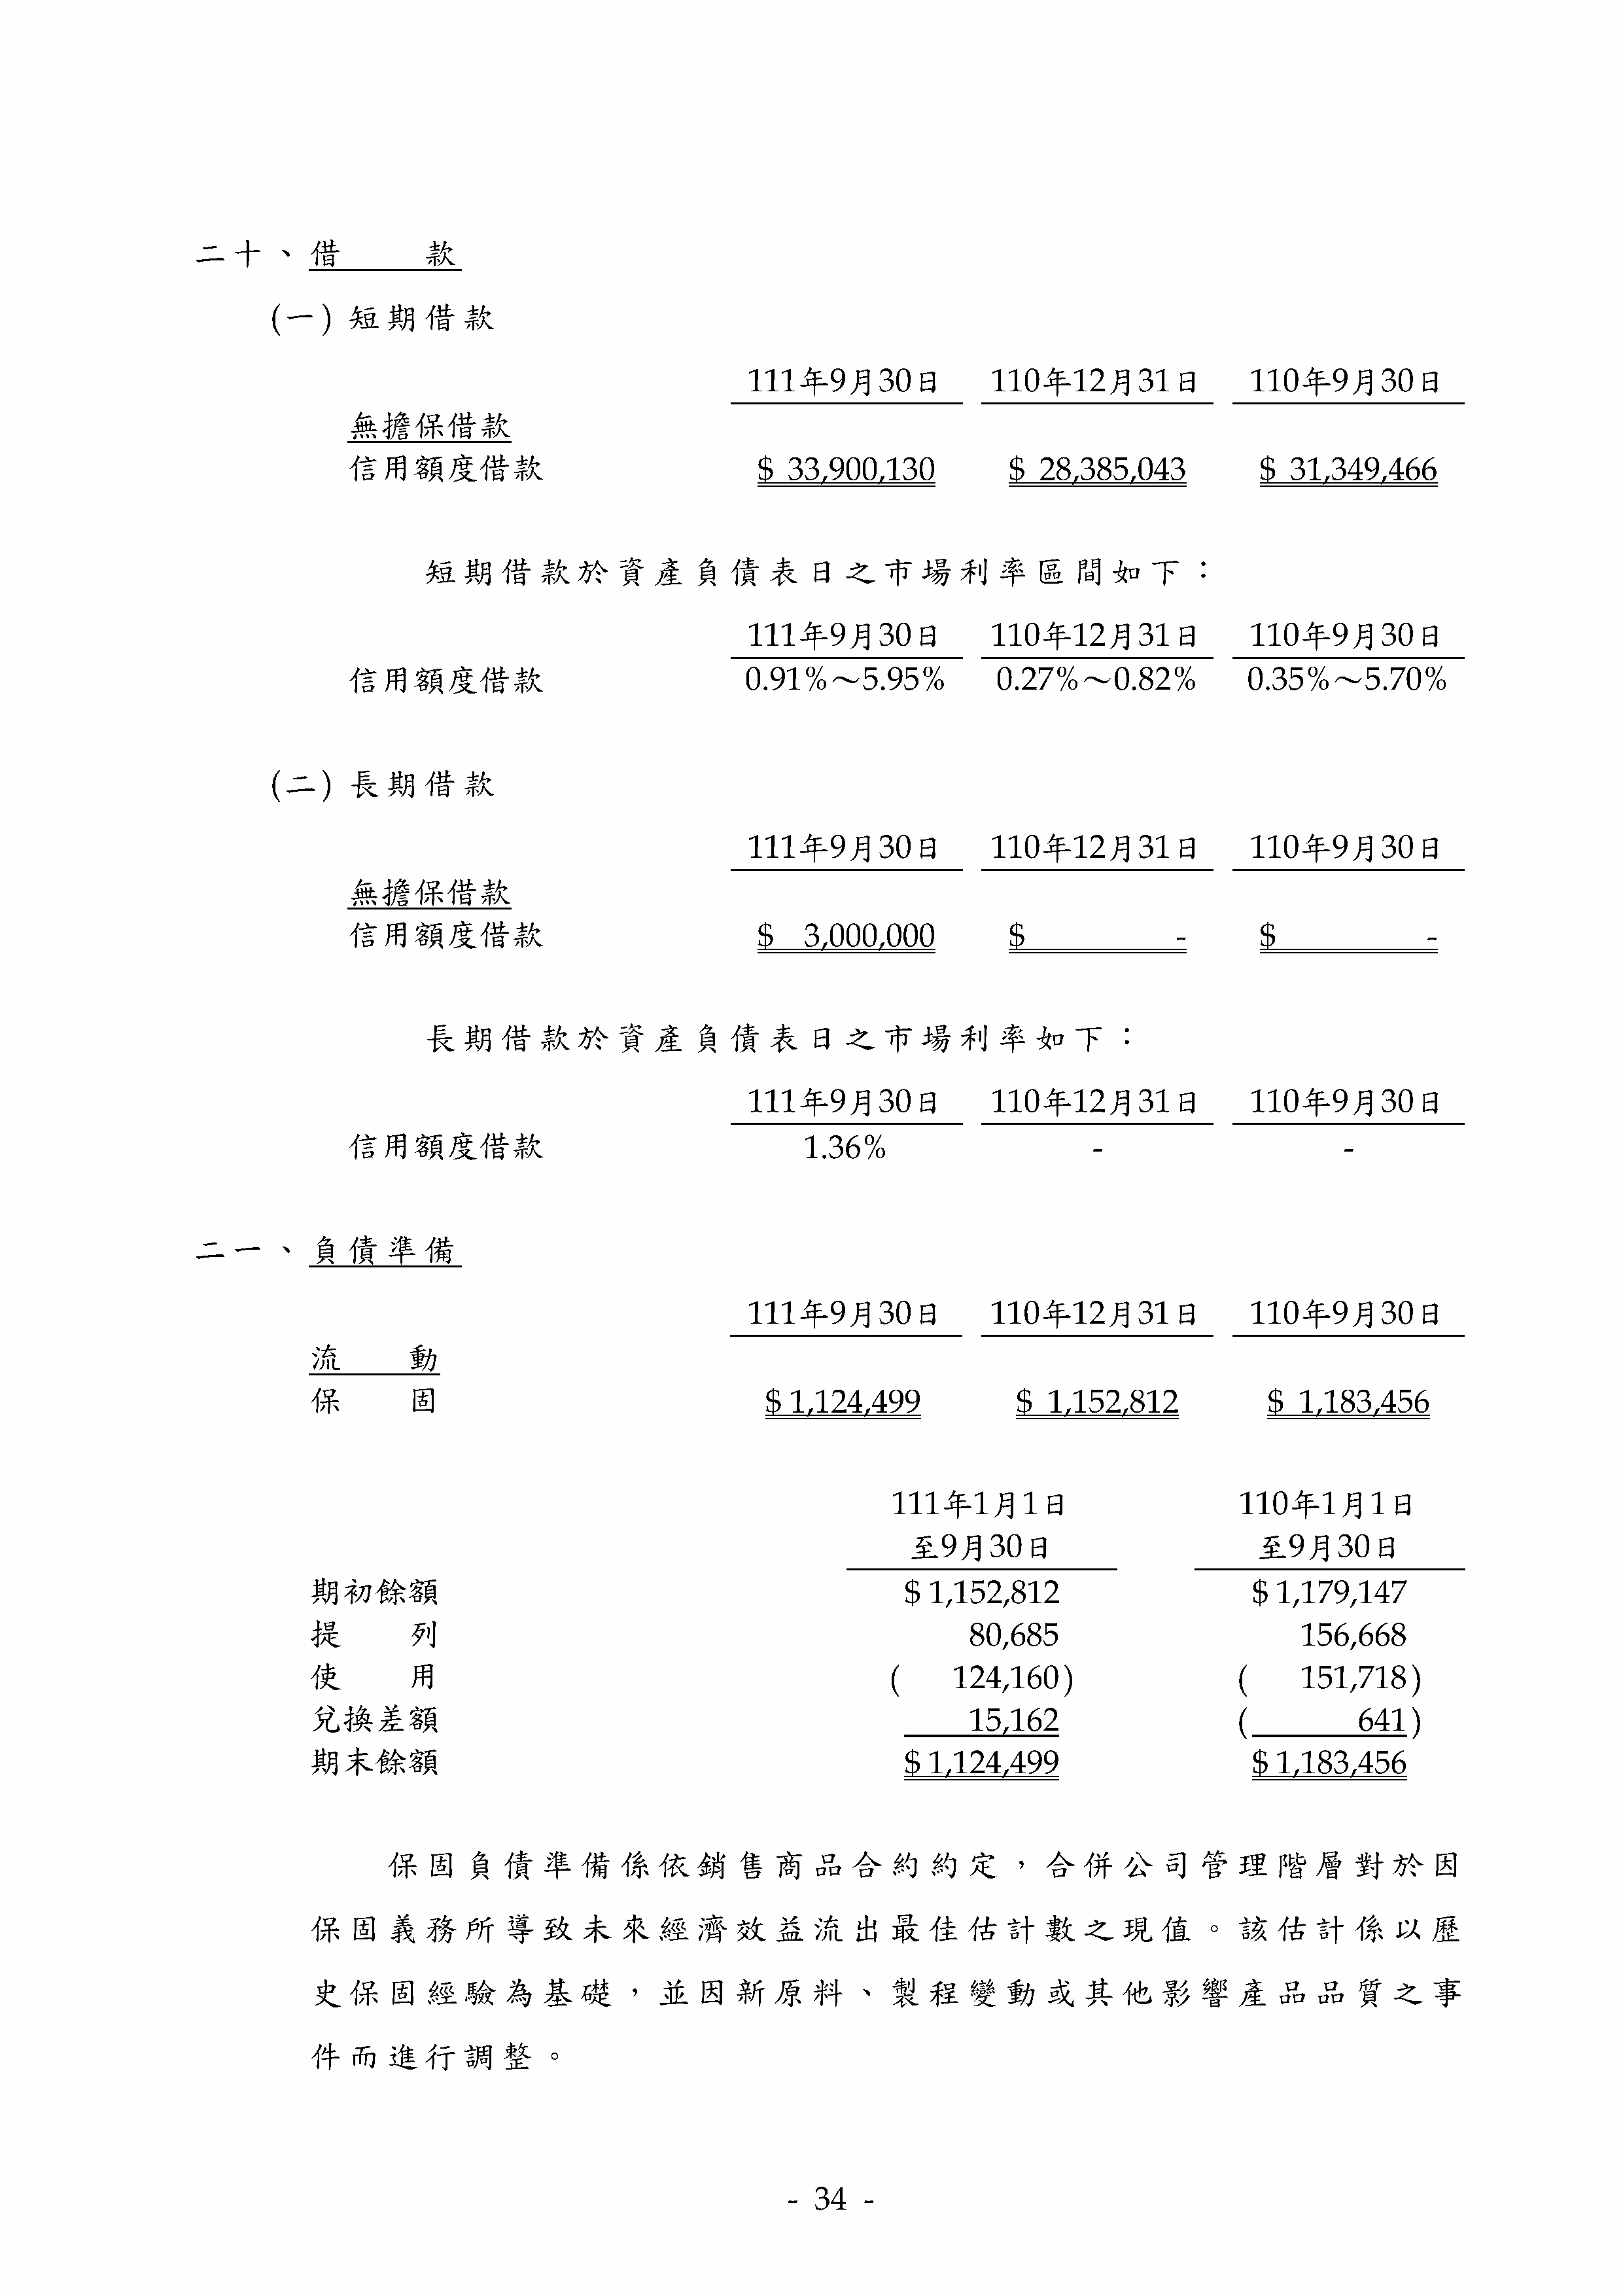 二十、借　　款
(一) 短期借款
111年9月30日 110年12月31日 110年9月30日
無擔保借款
信用額度借款 $ 33,900,130 $ 28,385,043 $ 31,349,466
短期借款於資產負債表日之市場利率區間如下：
111年9月30日 110年12月31日 110年9月30日
信用額度借款 0.91%～5.95% 0.27%～0.82% 0.35%～5.70%
(二) 長期借款
111年9月30日 110年12月31日 110年9月30日
無擔保借款
信用額度借款 $ 3,000,000 $ - $ -
長期借款於資產負債表日之市場利率如下：
111年9月30日 110年12月31日 110年9月30日
信用額度借款 1.36% - -
二一、負債準備
111年9月30日 110年12月31日 110年9月30日
流　　動
保　　固 $ 1,124,499 $ 1,152,812 $ 1,183,456
111年1月1日 110年1月1日
至9月30日 至9月30日
期初餘額 $ 1,152,812 $ 1,179,147
提　　列 80,685 156,668
使　　用 ( 124,160) ( 151,718)
兌換差額 15,162 ( 641)
期末餘額 $ 1,124,499 $ 1,183,456
保固負債準備係依銷售商品合約約定，合併公司管理階層對於因
保固義務所導致未來經濟效益流出最佳估計數之現值。該估計係以歷
史保固經驗為基礎，並因新原料、製程變動或其他影響產品品質之事
件而進行調整。
- 34 -